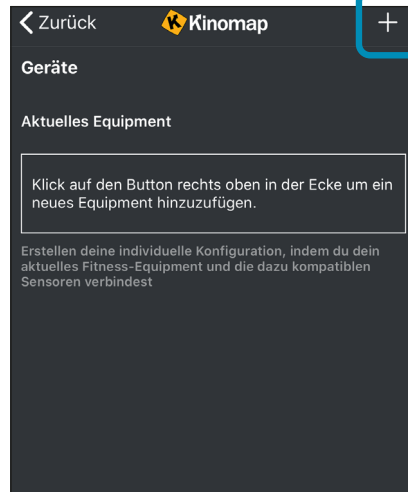 Zurück
Kinomap
+
Geräte
Aktuelles Equipment
Klick auf den Button rechts oben in der Ecke um ein
neues Equipment hinzuzufügen.
Erstellen deine individuelle Konfiguration, indem du dein
aktuelles Fitness-Equipment und die dazu kompatiblen
Sensoren verbindest